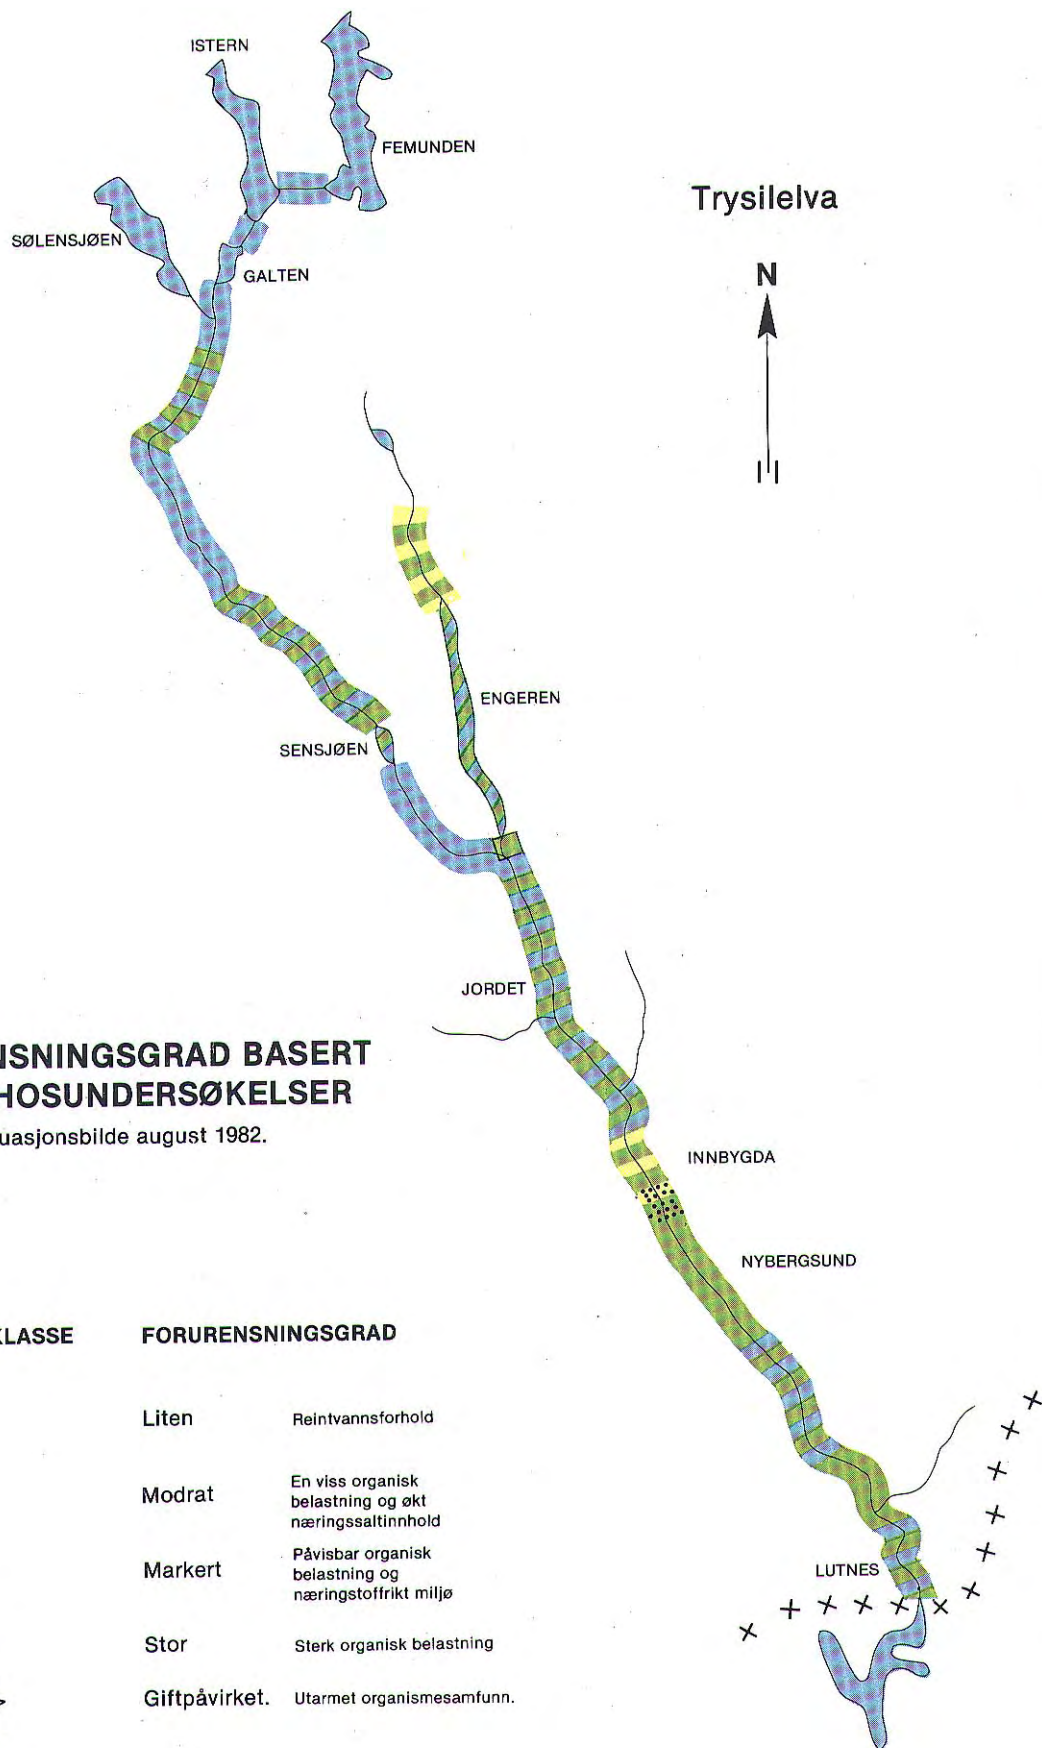 ISTERN
FEMUNDEN
Trysilelva
SØLENSJØEN
GALTEN
N
ENGEREN
SENSJØEN
JORDET
NSNINGSGRAD BASERT
HOSUNDERSØKELSER
uasjonsbilde august 1982.
INNBYGDA
NYBERGSUND
KLASSE FORURENSNINGSGRAD
Liten Reintvannsforhold
Modrat En viss organisk
belastning og økt
næringssaltinnhold
Markert Påvisbar organisk
belastning og
næringstoffrikt miljø
LUTNES
Stor Sterk organisk belastning
Giftpåvirket. Utarmet organismesamfunn.